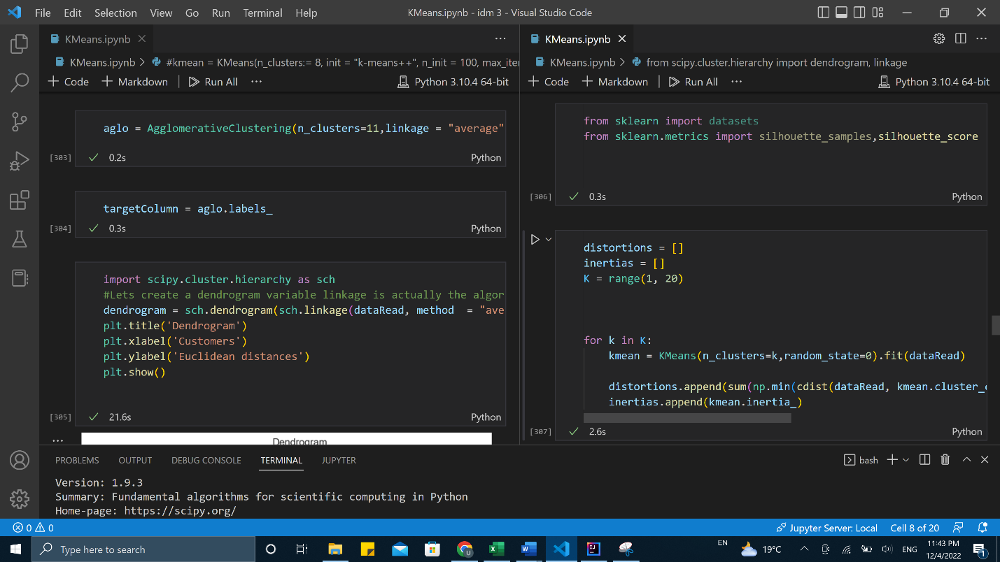 File Edit Selection View Go Run Terminal Help
KMeans.ipynb - idm 3 - Visual Studio Code
KMeans.ipynb
KMeans.ipynb > #kmean = KMeans(n_clusters:= 8, init = "k-means++", n_init = 100, max_iter
+ Code + Markdown Run All ... Python 3.10.4 64-bit
aglo = AgglomerativeClustering(n_clusters=11,linkage = "average"
[303] 0.2s Python
targetColumn = aglo.labels_
[304] 0.3s Python
import scipy.cluster.hierarchy as sch
#Lets create a dendrogram variable linkage is actually the algor
dendrogram = sch.dendrogram(sch.linkage(dataRead, method  = "ave
plt.title('Dendrogram')
plt.xlabel('Customers')
plt.ylabel('Euclidean distances')
plt.show()
[305] 21.6s Python
...
Dendrogram
KMeans.ipynb
KMeans.ipynb > from scipy.cluster.hierarchy import dendrogram, linkage
+ Code + Markdown Run All ... Python 3.10.4 64-bit
from sklearn import datasets
from sklearn.metrics import silhouette_samples,silhouette_score
[306] 0.3s Python
distortions = []
inertias = []
K = range(1, 20)
for k in K:
kmean = KMeans(n_clusters=k,random_state=0).fit(dataRead)
distortions.append(sum(np.min(cdist(dataRead, kmean.cluster_c
inertias.append(kmean.inertia_)
[307] 2.6s Python
PROBLEMS OUTPUT DEBUG CONSOLE TERMINAL JUPYTER
bash
Version: 1.9.3
Summary: Fundamental algorithms for scientific computing in Python
Home-page: https://scipy.org/
0 0
Jupyter Server: Local Cell 8 of 20
Type here to search
EN
19°C
ENG
11:43 PM
12/4/2022
1